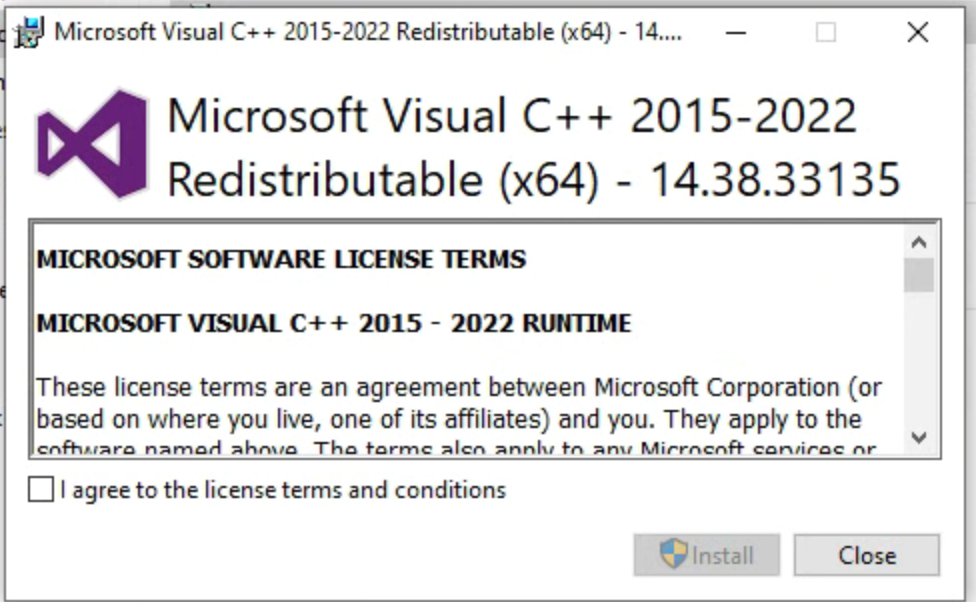 Microsoft Visual C++ 2015-2022 Redistributable (x64) - 14....
Microsoft Visual C++ 2015-2022
Redistributable (x64) - 14.38.33135
MICROSOFT SOFTWARE LICENSE TERMS
MICROSOFT VISUAL C++ 2015 - 2022 RUNTIME
These license terms are an agreement between Microsoft Corporation (or
based on where you live, one of its affiliates) and you. They apply to the
software named above. The terms also apply to any Microsoft services or
I agree to the license terms and conditions
Install
Close